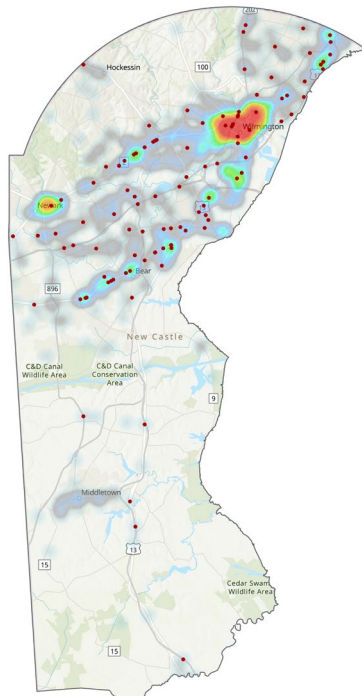 202
Hockessin
100
Wilmington
Newark
Bear
896
New Castle
C&D Canal
Wildlife Area
C&D Canal
Conservation
Area
9
Middletown
13
15
Cedar Swamp
Wildlife Area
15